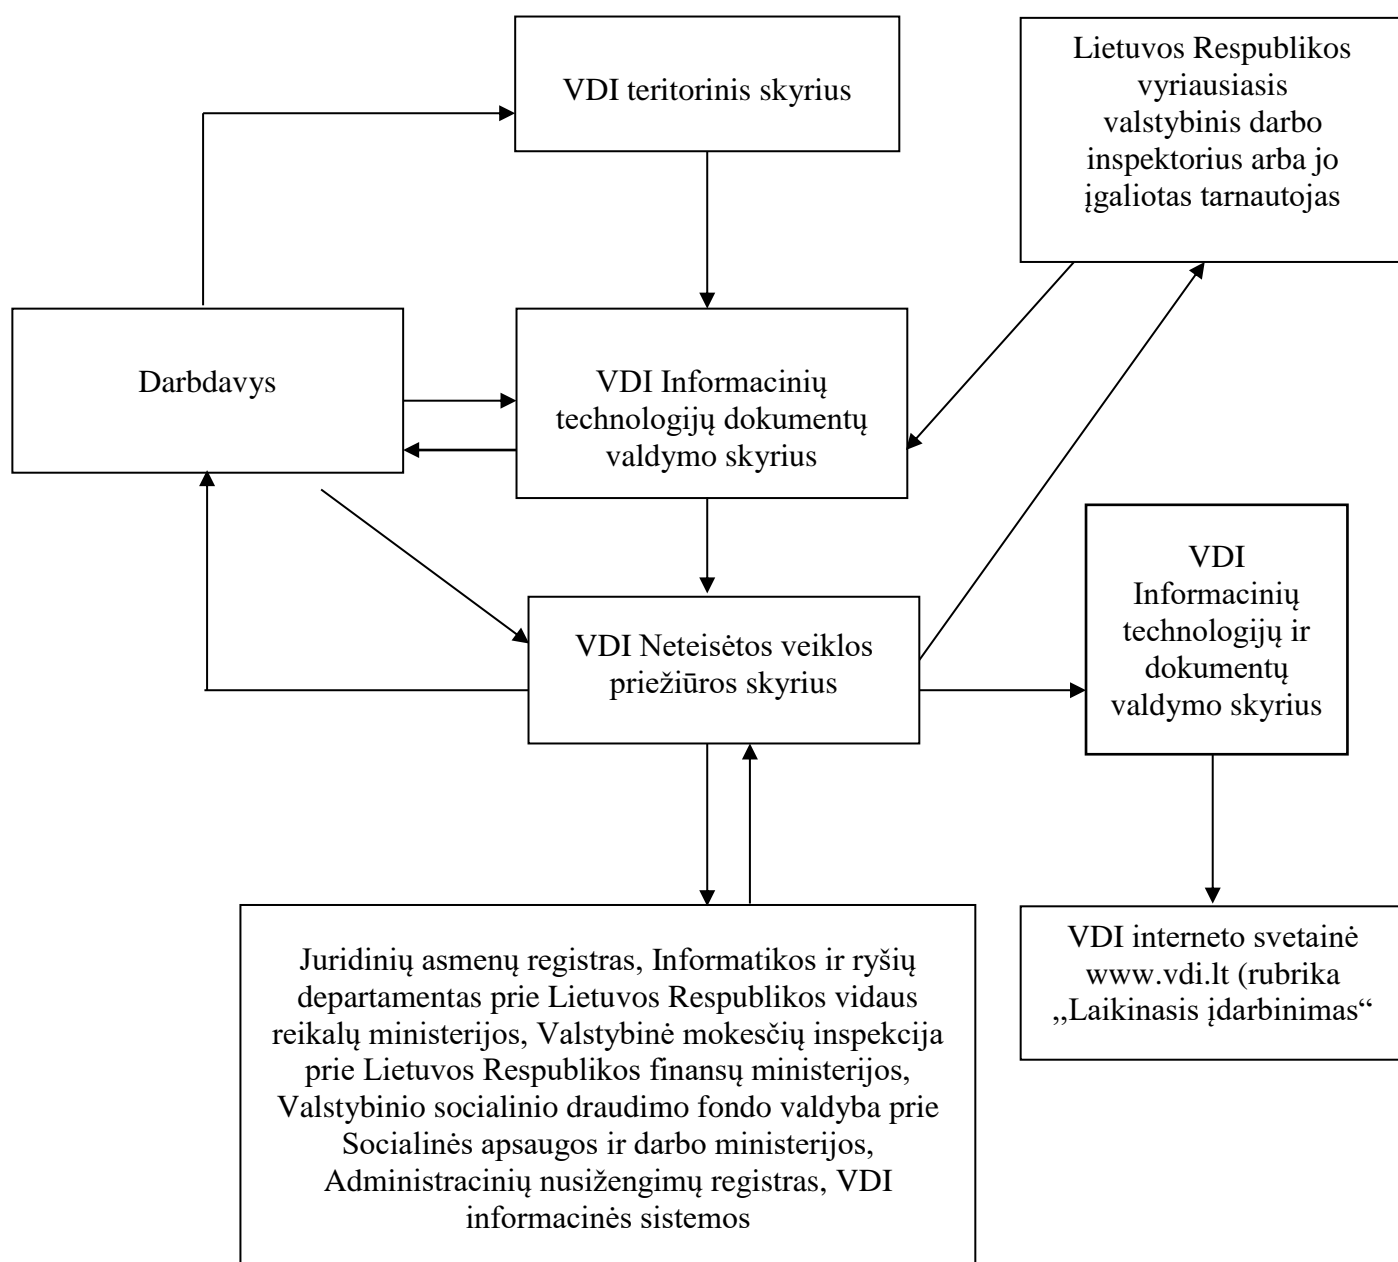 VDI teritorinis skyrius
Lietuvos Respublikos
vyriausiasis
valstybinis darbo
inspektorius arba jo
įgaliotas tarnautojas
Darbdavys
VDI Informacinių
technologijų dokumentų
valdymo skyrius
VDI
Informacinių
technologijų ir
dokumentų
valdymo skyrius
VDI Neteisėtos veiklos
priežiūros skyrius
Juridinių asmenų registras, Informatikos ir ryšių
departamentas prie Lietuvos Respublikos vidaus
reikalų ministerijos, Valstybinė mokesčių inspekcija
prie Lietuvos Respublikos finansų ministerijos,
Valstybinio socialinio draudimo fondo valdyba prie
Socialinės apsaugos ir darbo ministerijos,
Administracinių nusižengimų registras, VDI
informacinės sistemos
VDI interneto svetainė
www.vdi.lt (rubrika
,,Laikinasis įdarbinimas“